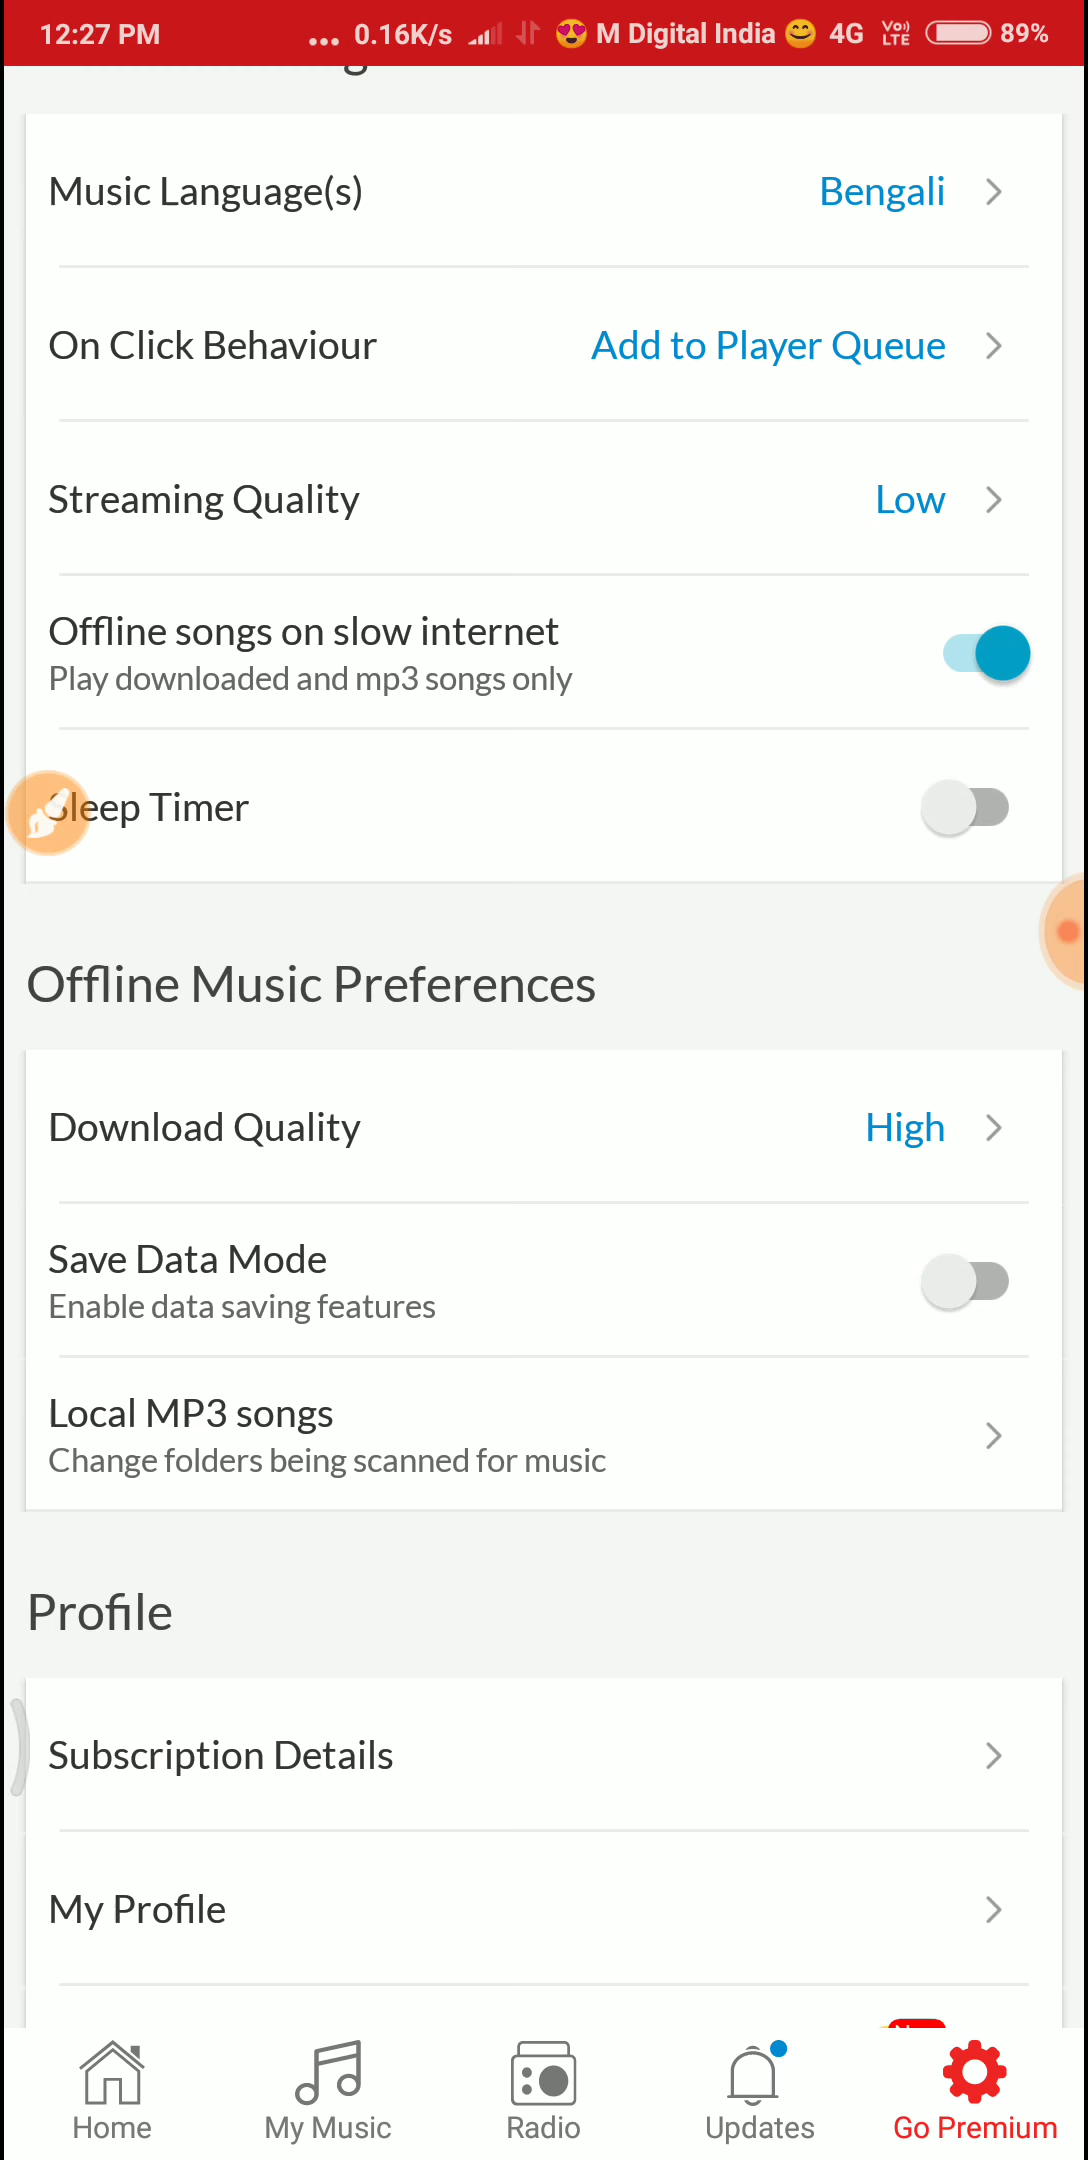 12:27 PM ... 0.16K/s 😍 M Digital India 😊 4G VoLTE 89%
Music Language(s) Bengali
On Click Behaviour Add to Player Queue
Streaming Quality Low
Offline songs on slow internet
Play downloaded and mp3 songs only
Sleep Timer
Offline Music Preferences
Download Quality High
Save Data Mode
Enable data saving features
Local MP3 songs
Change folders being scanned for music
Profile
Subscription Details
My Profile
Home My Music Radio Updates Go Premium